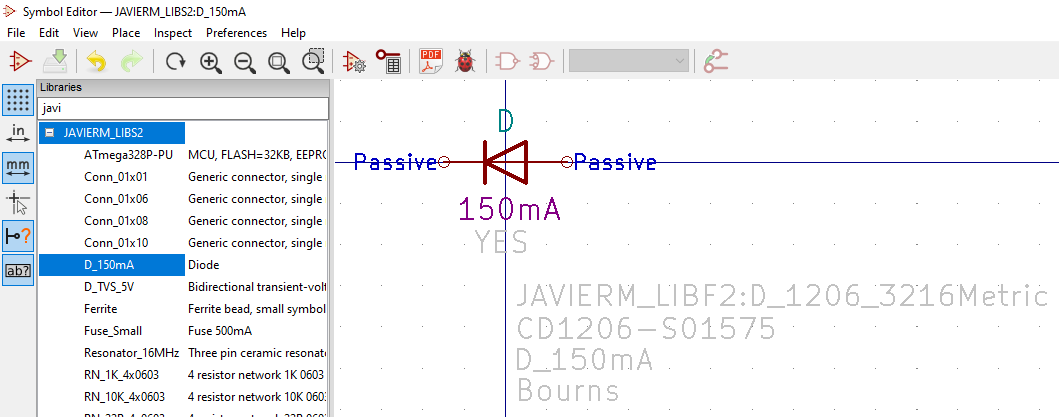 Symbol Editor — JAVIERM_LIBS2:D_150mA
File Edit View Place Inspect Preferences Help
PDF
Libraries
javi
in
mm
ab?
JAVIERM_LIBS2
ATmega328P-PU MCU, FLASH=32KB, EEPR
Conn_01x01 Generic connector, single
Conn_01x06 Generic connector, single
Conn_01x08 Generic connector, single
Conn_01x10 Generic connector, single
D_150mA Diode
D_TVS_5V Bidirectional transient-volt
Ferrite Ferrite bead, small symbol
Fuse_Small Fuse 500mA
Resonator_16MHz Three pin ceramic resonat
RN_1K_4x0603 4 resistor network 1K 0603
RN_10K_4x0603 4 resistor network 10K 0603
D
Passive Passive
150mA
YES
JAVIERM_LIBF2:D_1206_3216Metric
CD1206-S01575
D_150mA
Bourns